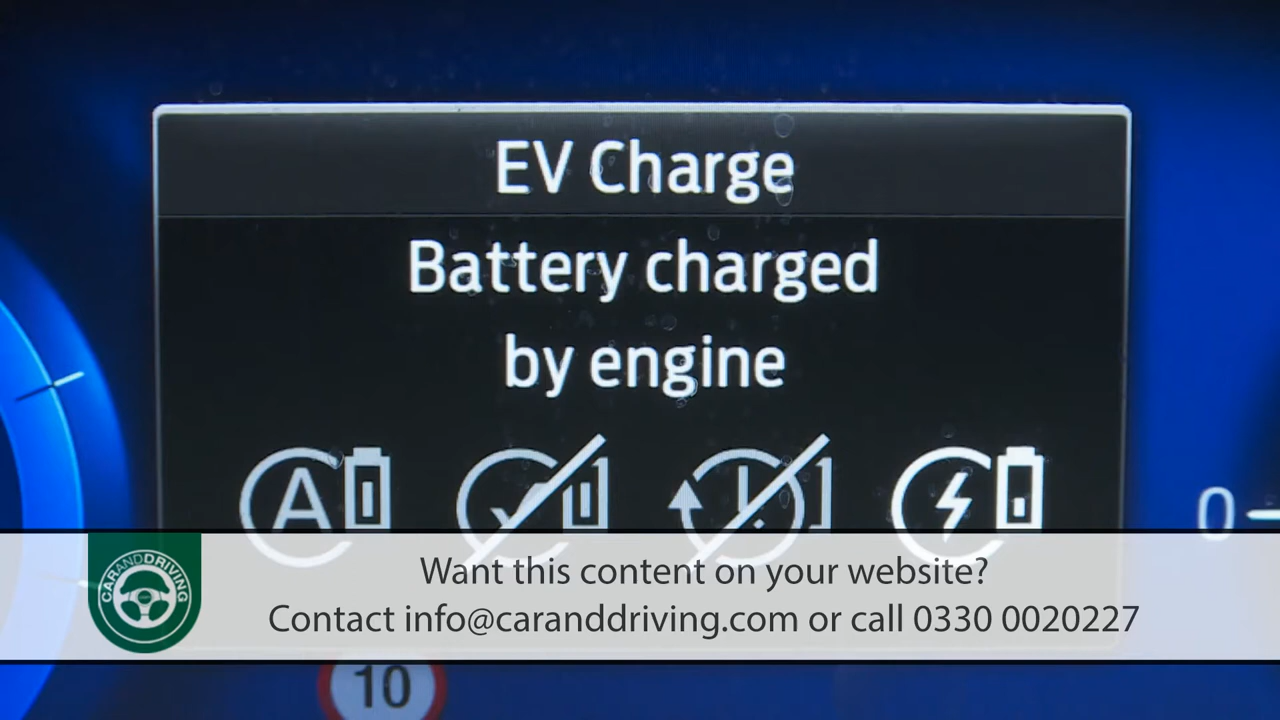 EV Charge
Battery charged
by engine
A
0
CARANDDRIVING
Want this content on your website?
Contact info@caranddriving.com or call 0330 0020227
10